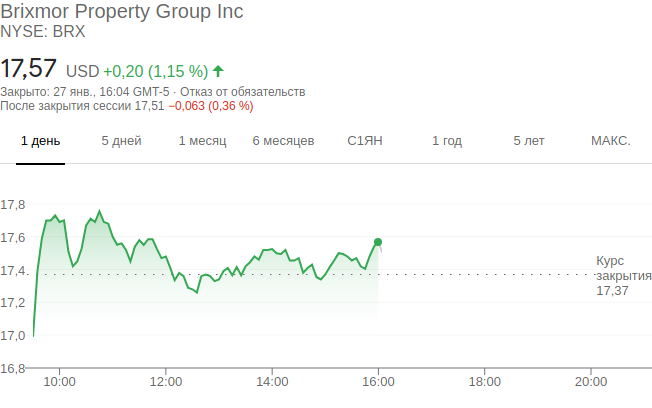 Brixmor Property Group Inc
NYSE: BRX
17,57 USD +0,20 (1,15 %)
Закрыто: 27 янв., 16:04 GMT-5 · Отказ от обязательств
После закрытия сессии 17,51 −0,063 (0,36 %)
1 день 5 дней 1 месяц 6 месяцев С1ЯН 1 год 5 лет МАКС.
17,8
17,6
17,4
17,2
17,0
16,8
Курс
закрытия
17,37
10:00 12:00 14:00 16:00 18:00 20:00